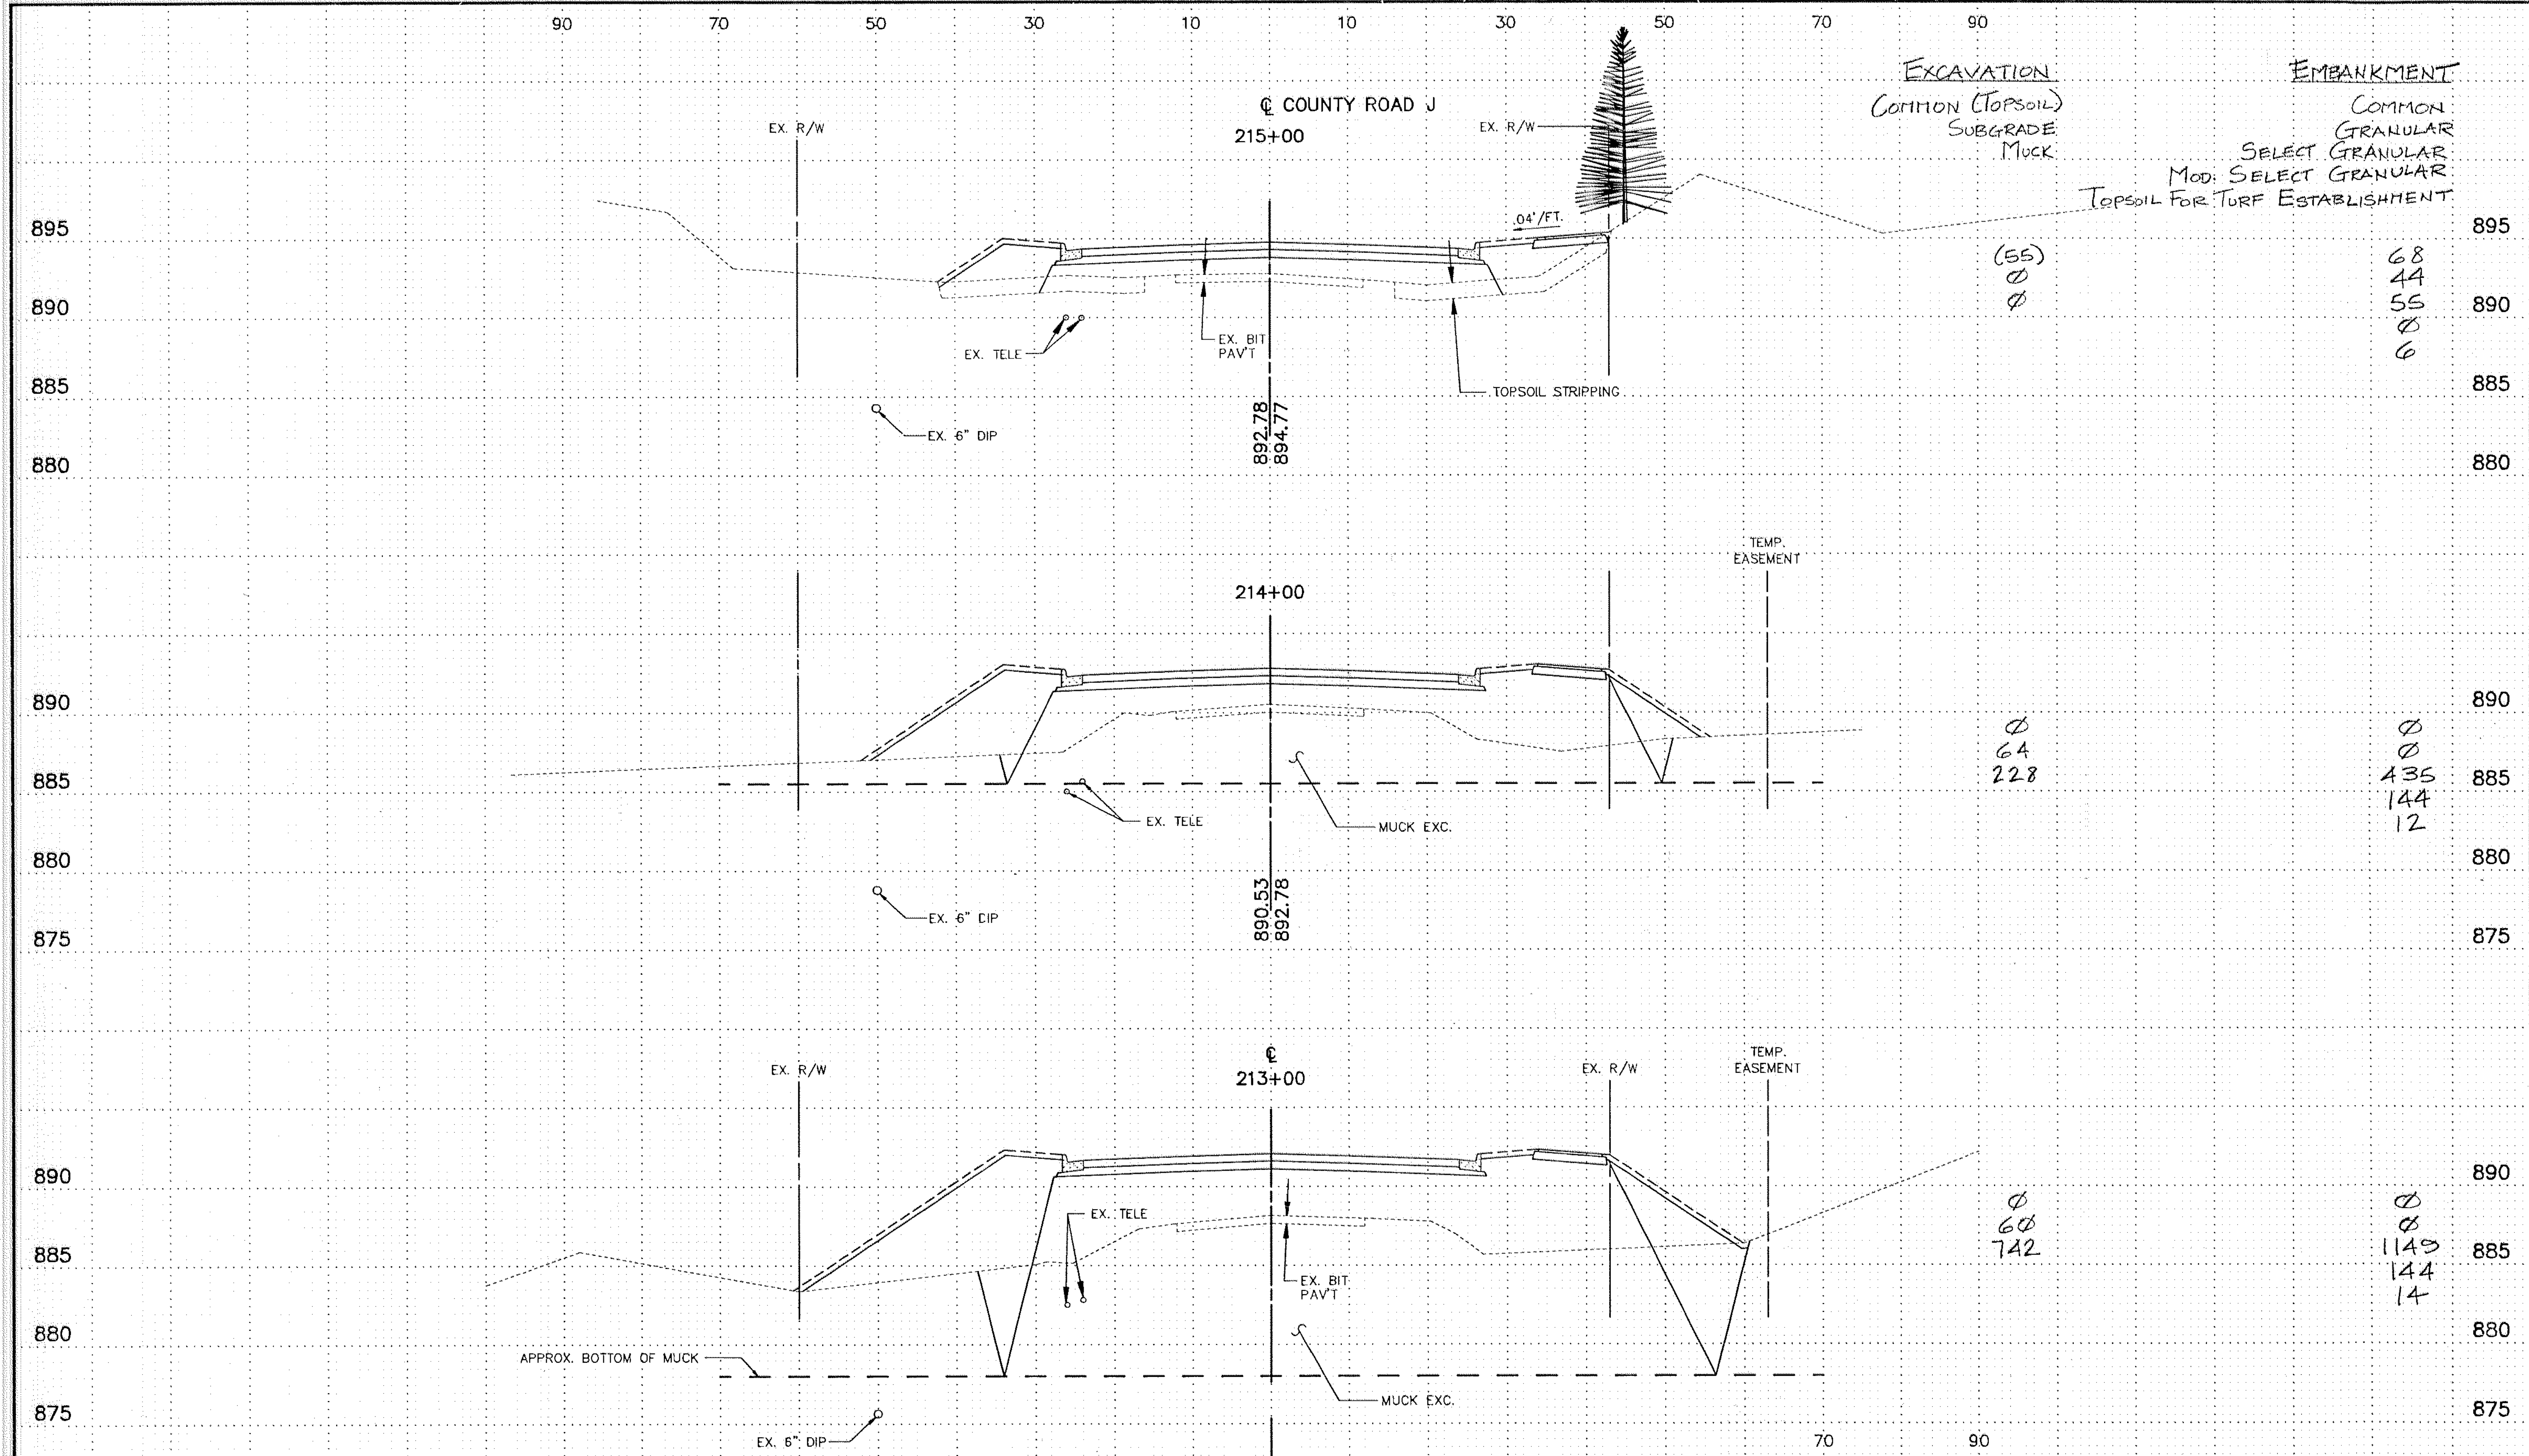 90 70 50 30 10 10 30 50 70 90
EXCAVATION EMBANKMENT
℄ COUNTY ROAD J
215+00
EX. R/W
EX. R/W
COMMON (TOPSOIL)
SUBGRADE
MUCK
COMMON
GRANULAR
SELECT GRANULAR
MOD. SELECT GRANULAR
TOPSOIL FOR TURF ESTABLISHMENT
895 895
.04'/FT.
(55) 68
Ø 44
Ø 55
Ø
6
890 890
EX. TELE
EX. BIT
PAV'T
885 885
TOPSOIL STRIPPING
892.78
894.77
EX. 6" DIP
880 880
TEMP.
EASEMENT
214+00
890 890
Ø Ø
64 Ø
228 435
144
12
885 885
EX. TELE
MUCK EXC.
880 880
890.53
892.78
EX. 6" DIP
875 875
℄
213+00
EX. R/W
EX. R/W
TEMP.
EASEMENT
890 890
Ø Ø
6Ø Ø
742 1149
144
14
EX. TELE
885 885
EX. BIT
PAV'T
880 880
APPROX. BOTTOM OF MUCK
MUCK EXC.
875 875
EX. 6" DIP
70 90